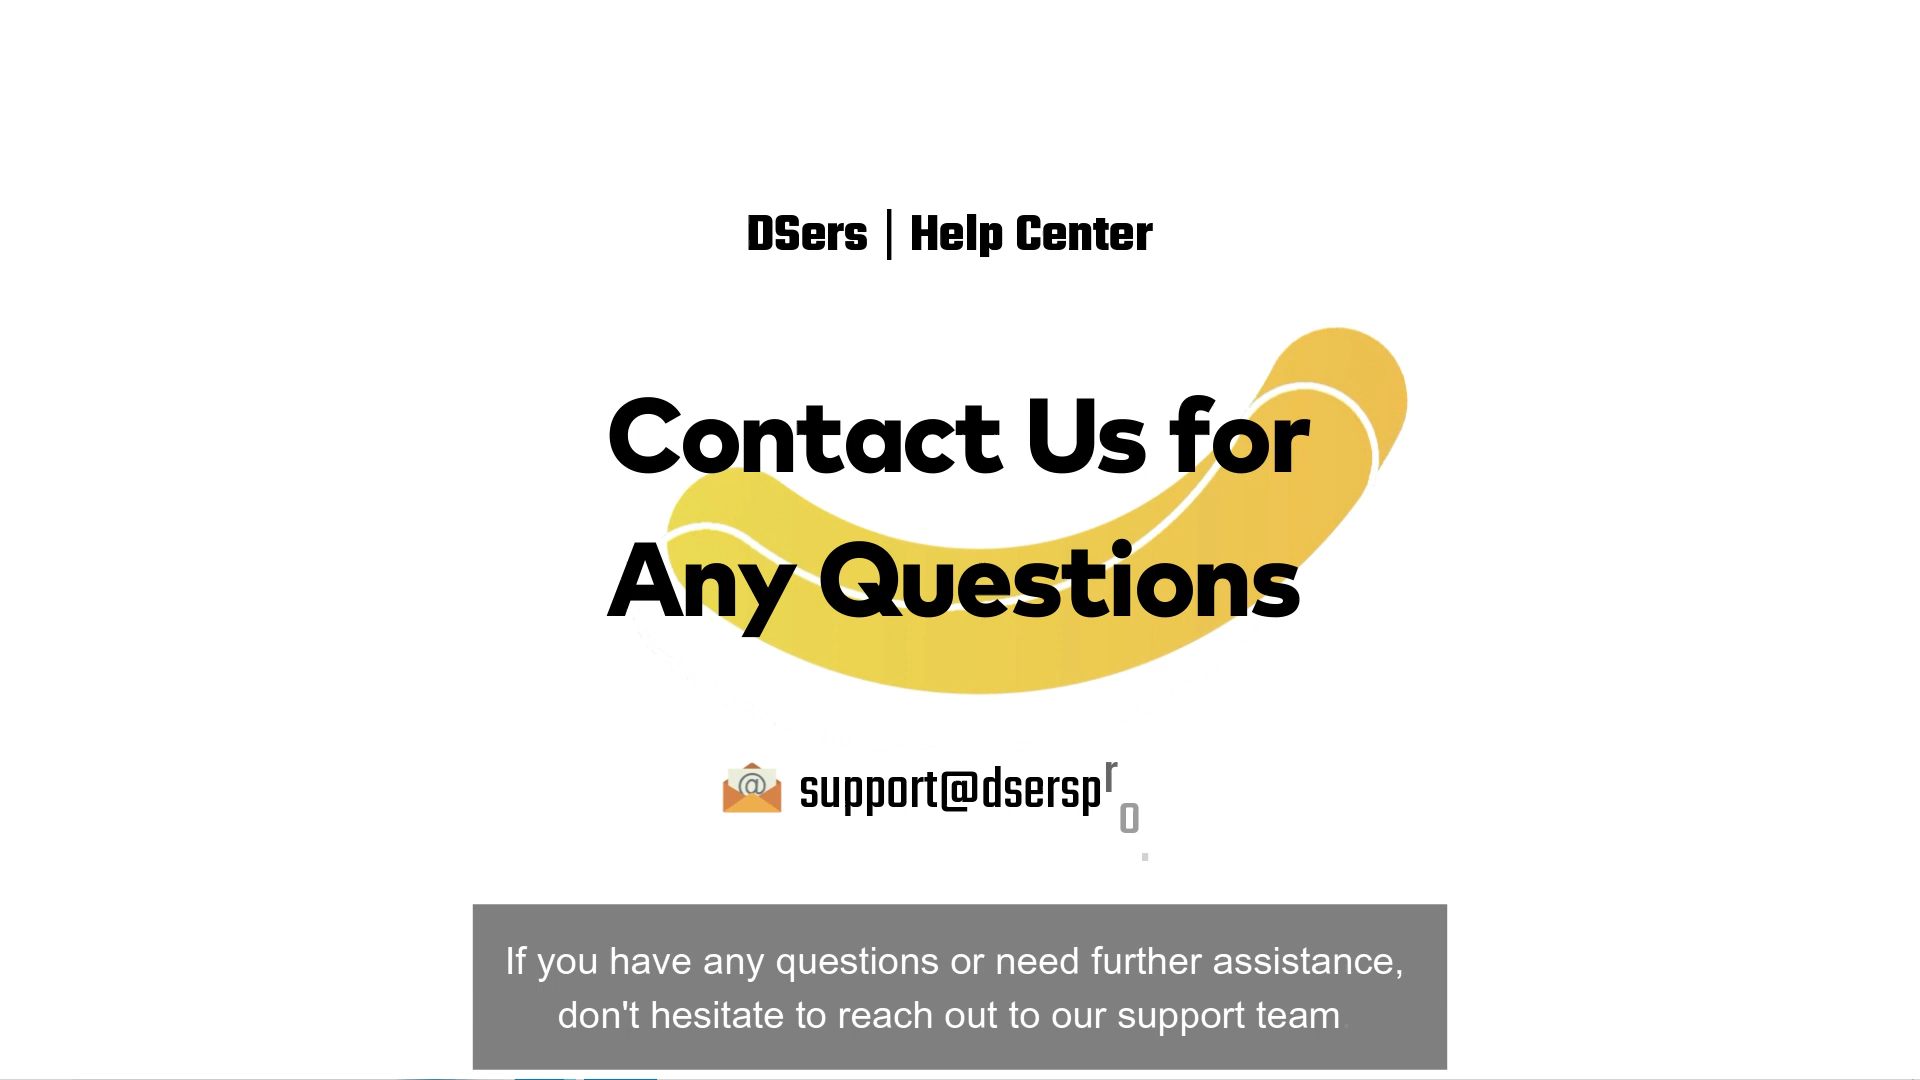 DSers | Help Center
Contact Us for
Any Questions
support@dserspro.
If you have any questions or need further assistance,
don't hesitate to reach out to our support team